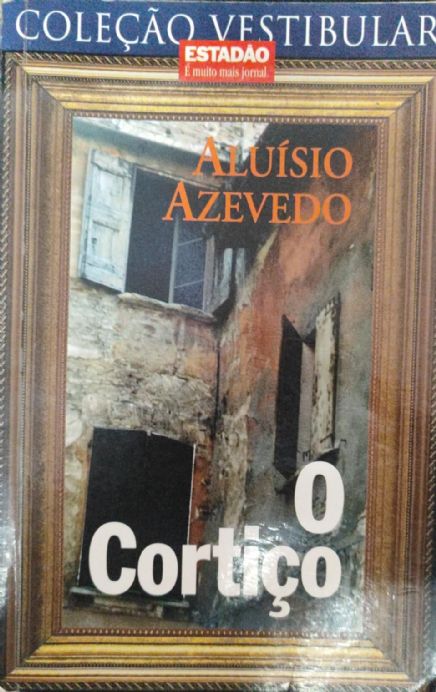 COLEÇÃO VESTIBULAR
ESTADÃO
É muito mais jornal.
ALUÍSIO
AZEVEDO
O
Cortiço